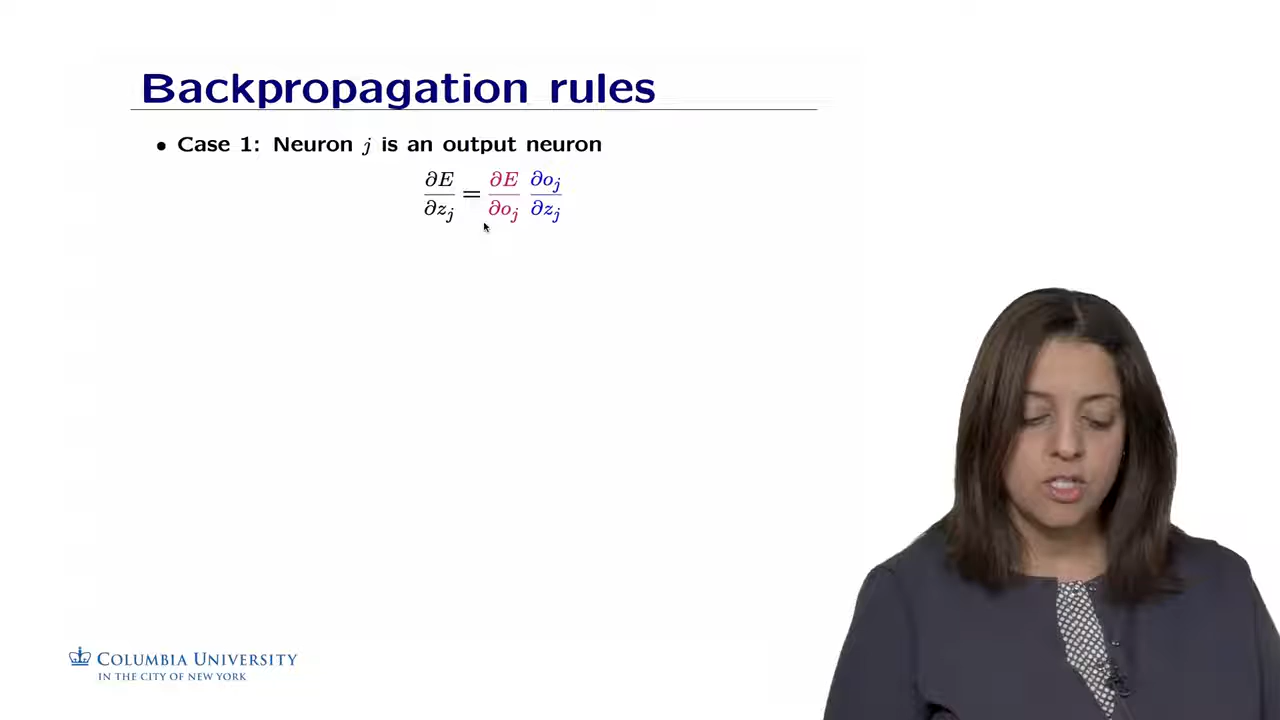 Backpropagation rules
• Case 1: Neuron j is an output neuron
∂E/∂z_j = ∂E/∂o_j ∂o_j/∂z_j
COLUMBIA UNIVERSITY
IN THE CITY OF NEW YORK